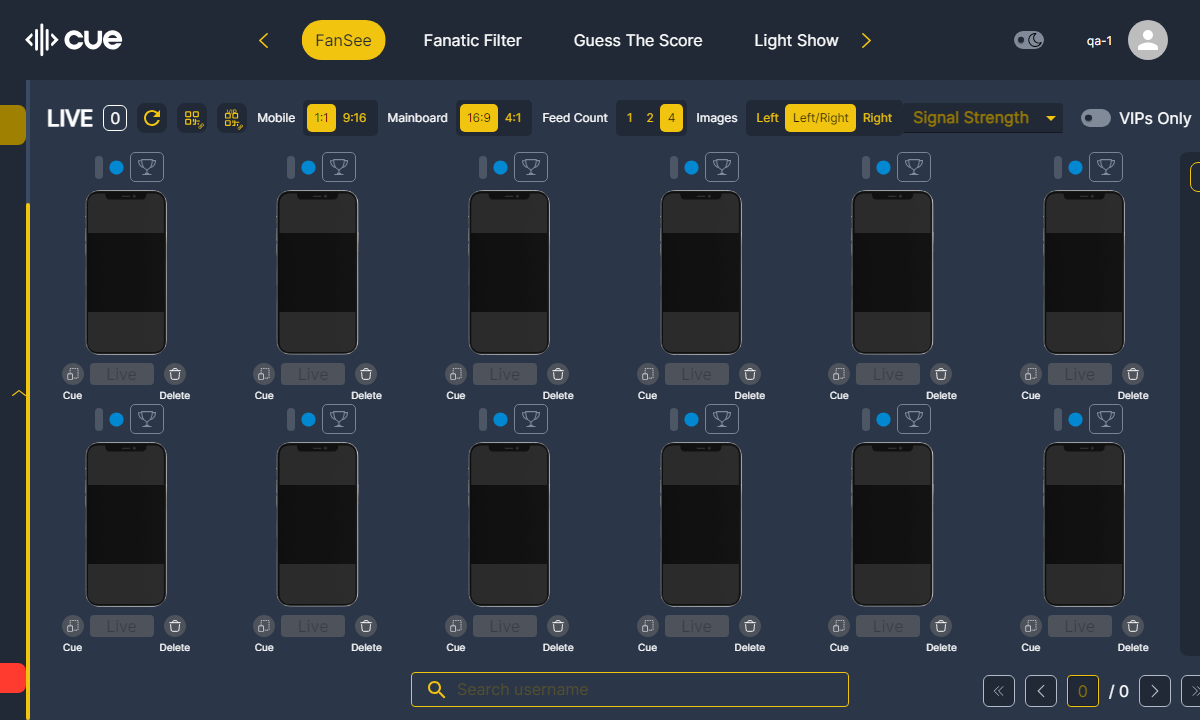 cue
FanSee
Fanatic Filter
Guess The Score
Light Show
qa-1
LIVE 0
Mobile 1:1 9:16
Mainboard 16:9 4:1
Feed Count 1 2 4
Images Left Left/Right Right
Signal Strength
VIPs Only
Live Live Live Live Live Live
Cue Delete Cue Delete Cue Delete Cue Delete Cue Delete Cue Delete
Live Live Live Live Live Live
Cue Delete Cue Delete Cue Delete Cue Delete Cue Delete Cue Delete
Search username
0 / 0